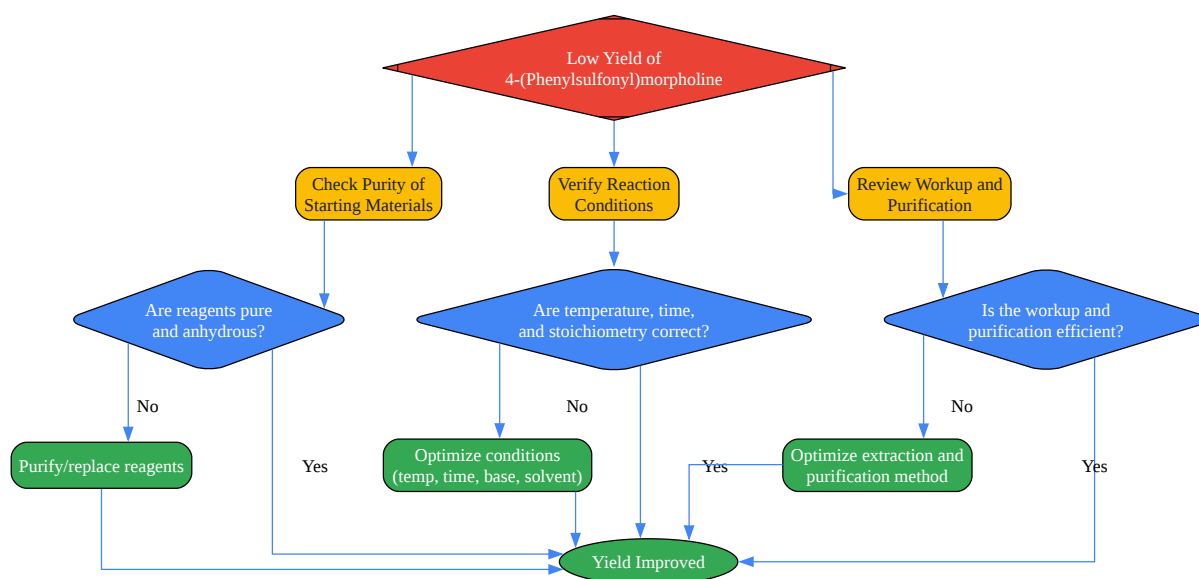 Low Yield of
4-(Phenylsulfonyl)morpholine
Check Purity of
Starting Materials
Verify Reaction
Conditions
Review Workup and
Purification
Are reagents pure
and anhydrous?
Are temperature, time,
and stoichiometry correct?
Is the workup and
purification efficient?
No
No
No
Purify/replace reagents
Yes
Optimize conditions
(temp, time, base, solvent)
Yes
Optimize extraction and
purification method
Yes
Yield Improved